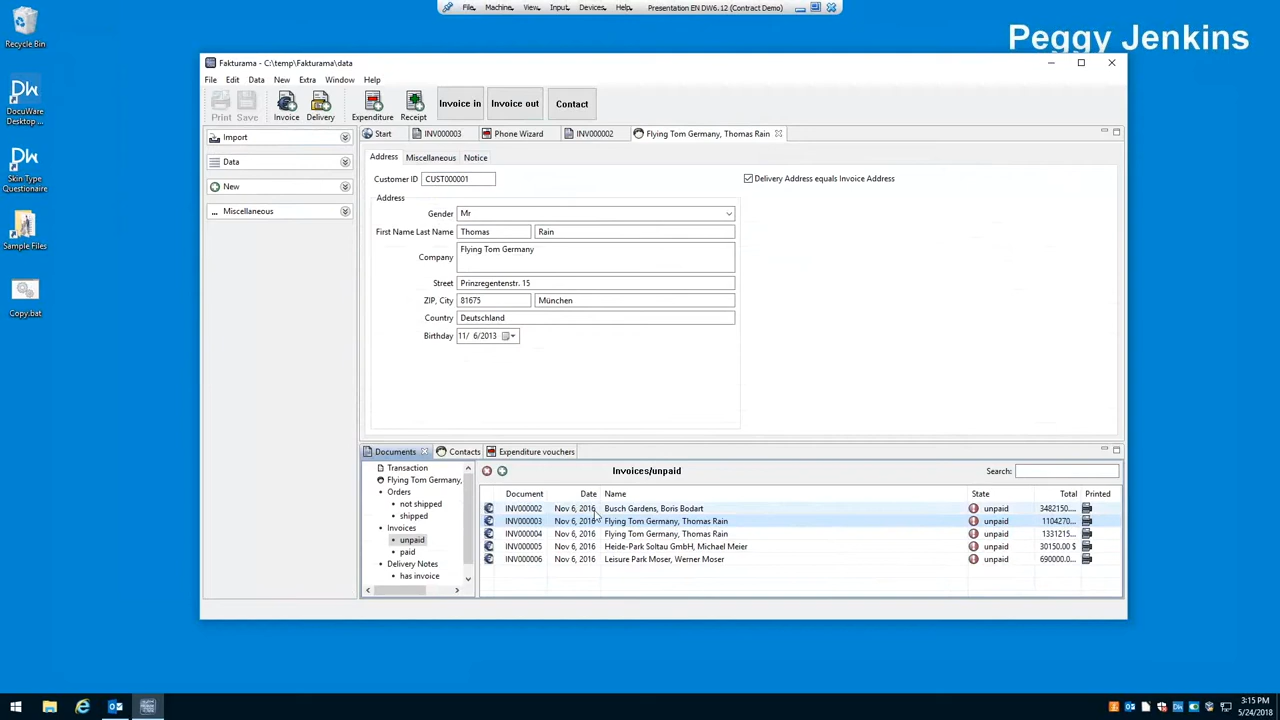 File Machine View Input Devices Help Presentation EN DW6.12 (Contract Demo)
Peggy Jenkins
Recycle Bin
DocuWare
Desktop ...
Skin Type
Questionaire
Sample Files
Copy.bat
Fakturama - C:\temp\Fakturama\data
File Edit Data New Extra Window Help
Print Save Invoice Delivery Expenditure Receipt Invoice in Invoice out Contact
Import
Data
New
... Miscellaneous
Start INV000003 Phone Wizard INV000002 Flying Tom Germany, Thomas Rain
Address Miscellaneous Notice
Customer ID CUST000001
Delivery Address equals Invoice Address
Address
Gender Mr
First Name Last Name Thomas Rain
Company Flying Tom Germany
Street Prinzregentenstr. 15
ZIP, City 81675 München
Country Deutschland
Birthday 11/ 6/2013
Documents Contacts Expenditure vouchers
Transaction
Flying Tom Germany,
Orders
not shipped
shipped
Invoices
unpaid
paid
Delivery Notes
has invoice
Invoices/unpaid Search:
Document Date Name State Total Printed
INV000002 Nov 6, 2016 Busch Gardens, Boris Bodart unpaid 3482150....
INV000003 Nov 6, 2016 Flying Tom Germany, Thomas Rain unpaid 1104270....
INV000004 Nov 6, 2016 Flying Tom Germany, Thomas Rain unpaid 1331215....
INV000005 Nov 6, 2016 Heide-Park Soltau GmbH, Michael Meier unpaid 30150.00 $
INV000006 Nov 6, 2016 Leisure Park Moser, Werner Moser unpaid 690000.0...
3:15 PM
5/24/2018